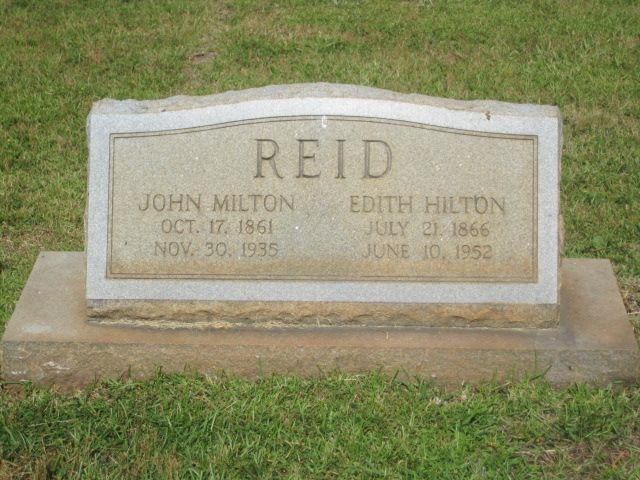 REID
JOHN MILTON
OCT. 17, 1861
NOV. 30, 1935
EDITH HILTON
JULY 21, 1866
JUNE 10, 1952